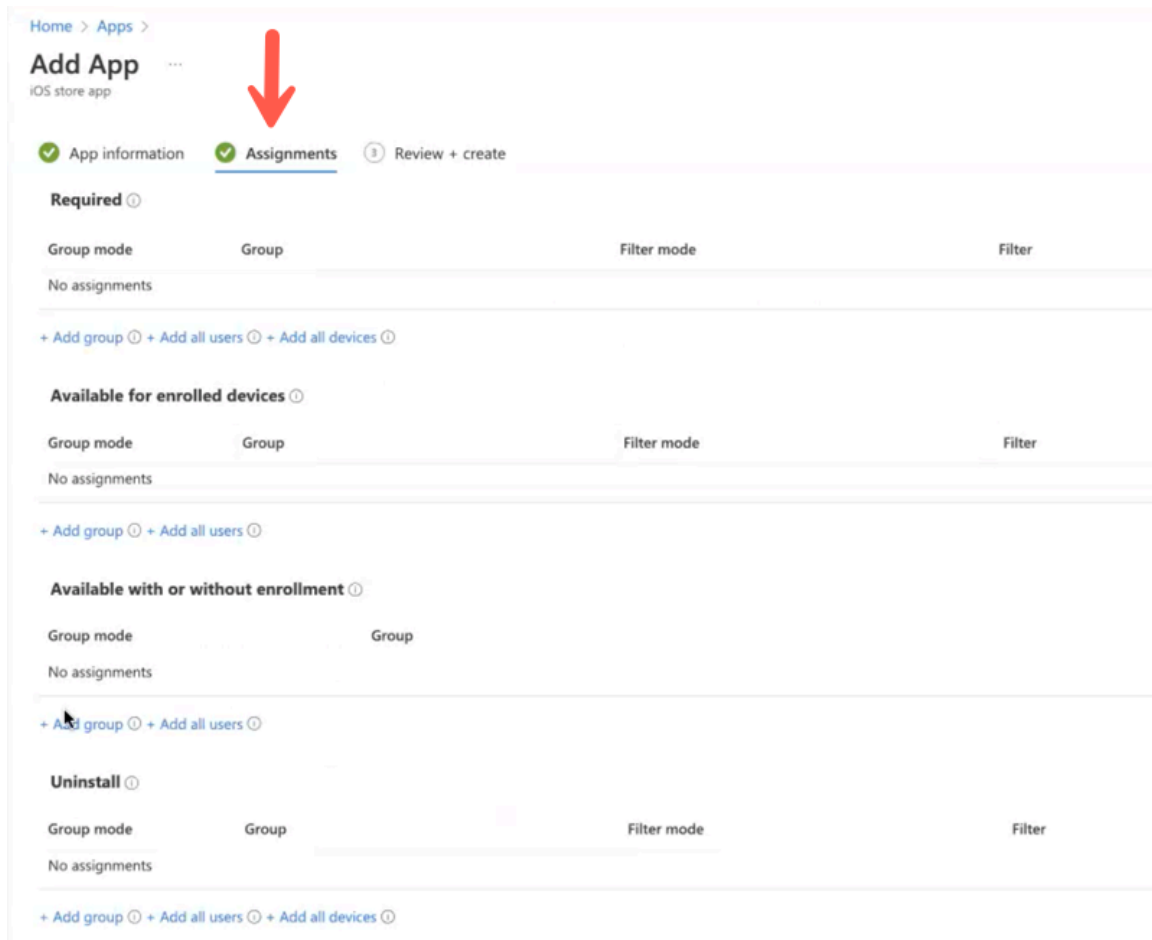 Home > Apps >
Add App ...
iOS store app
App information Assignments 3 Review + create
Required
Group mode Group Filter mode Filter
No assignments
+ Add group + Add all users + Add all devices
Available for enrolled devices
Group mode Group Filter mode Filter
No assignments
+ Add group + Add all users
Available with or without enrollment
Group mode Group
No assignments
+ Add group + Add all users
Uninstall
Group mode Group Filter mode Filter
No assignments
+ Add group + Add all users + Add all devices